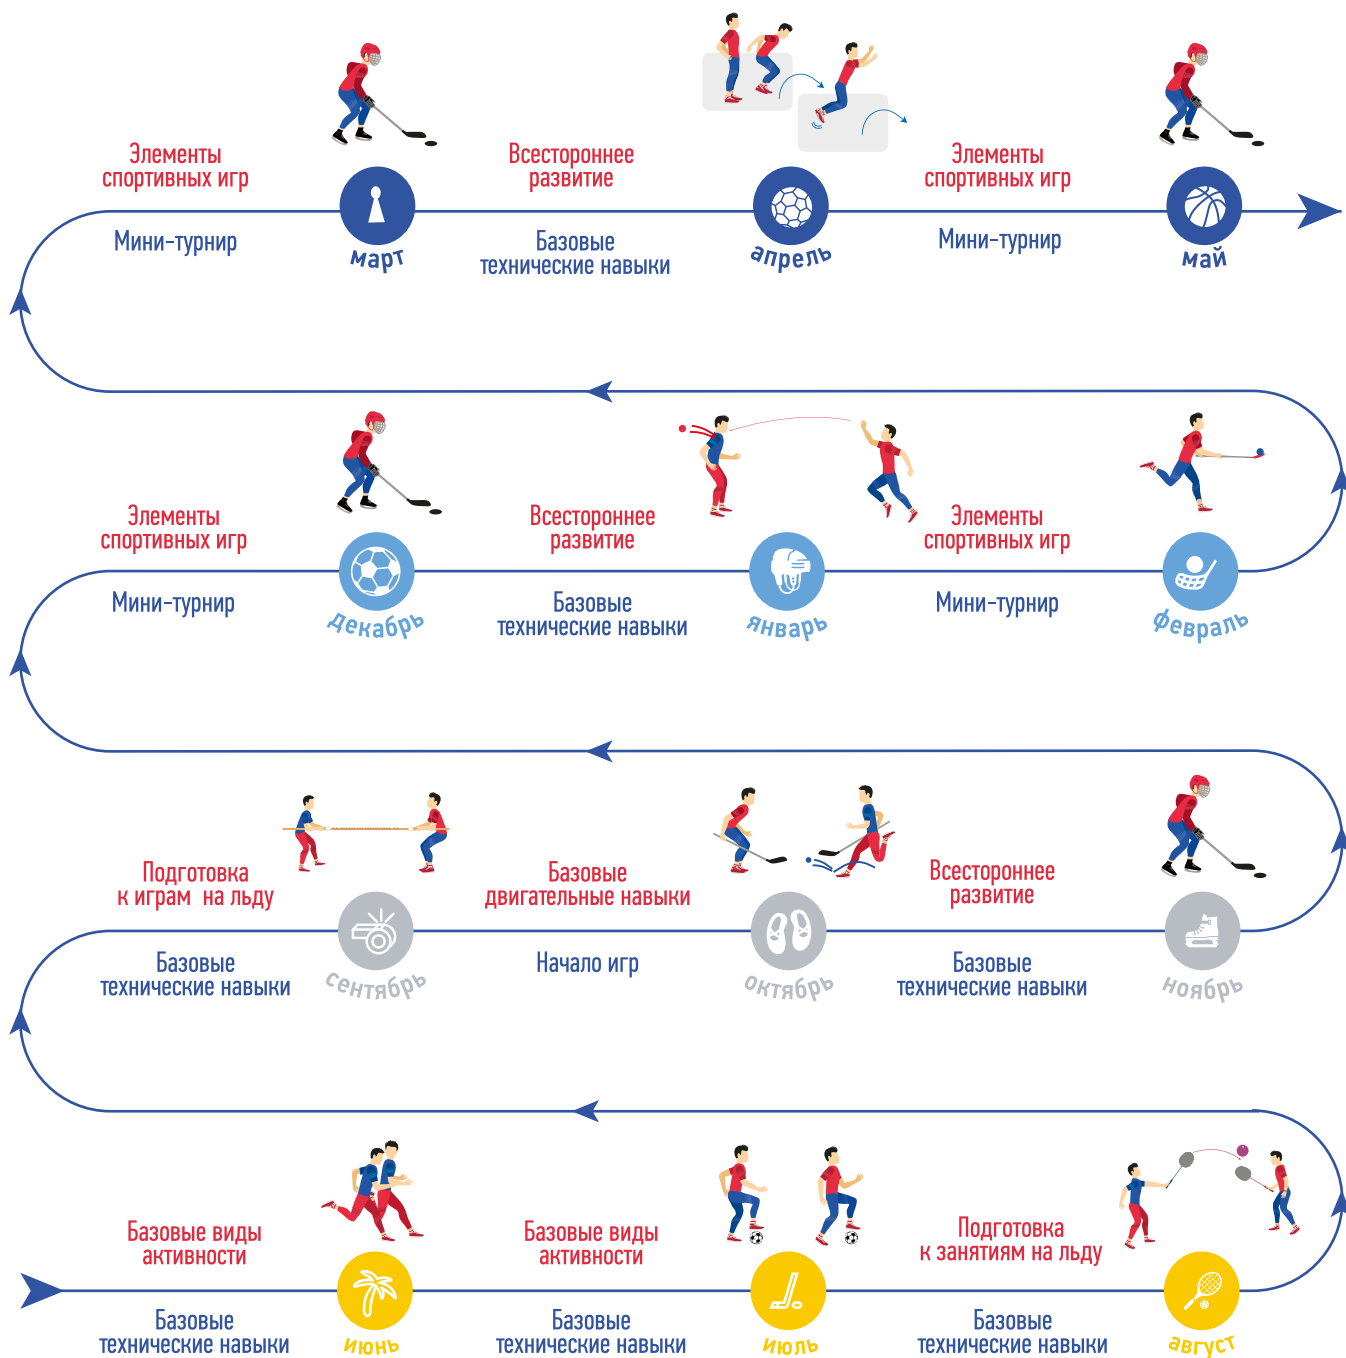 Элементы
спортивных игр
Мини-турнир
март
Всестороннее
развитие
Базовые
технические навыки
апрель
Элементы
спортивных игр
Мини-турнир
май
Элементы
спортивных игр
Мини-турнир
декабрь
Всестороннее
развитие
Базовые
технические навыки
январь
Элементы
спортивных игр
Мини-турнир
февраль
Подготовка
к играм на льду
Базовые
технические навыки
сентябрь
Базовые
двигательные навыки
Начало игр
октябрь
Всестороннее
развитие
Базовые
технические навыки
ноябрь
Базовые виды
активности
Базовые
технические навыки
июнь
Базовые виды
активности
Базовые
технические навыки
июль
Подготовка
к занятиям на льду
Базовые
технические навыки
август